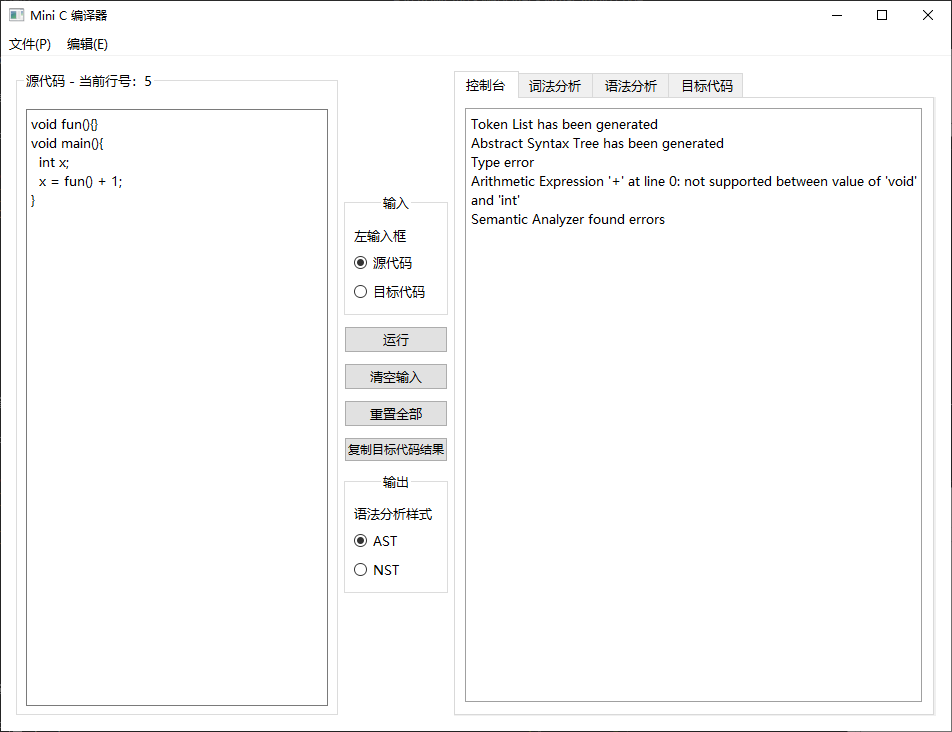 Mini C 编译器
文件(P) 编辑(E)
源代码 - 当前行号：5
void fun(){}
void main(){
  int x;
  x = fun() + 1;
}
输入
左输入框
源代码
目标代码
运行
清空输入
重置全部
复制目标代码结果
输出
语法分析样式
AST
NST
控制台 词法分析 语法分析 目标代码
Token List has been generated
Abstract Syntax Tree has been generated
Type error
Arithmetic Expression '+' at line 0: not supported between value of 'void'
and 'int'
Semantic Analyzer found errors